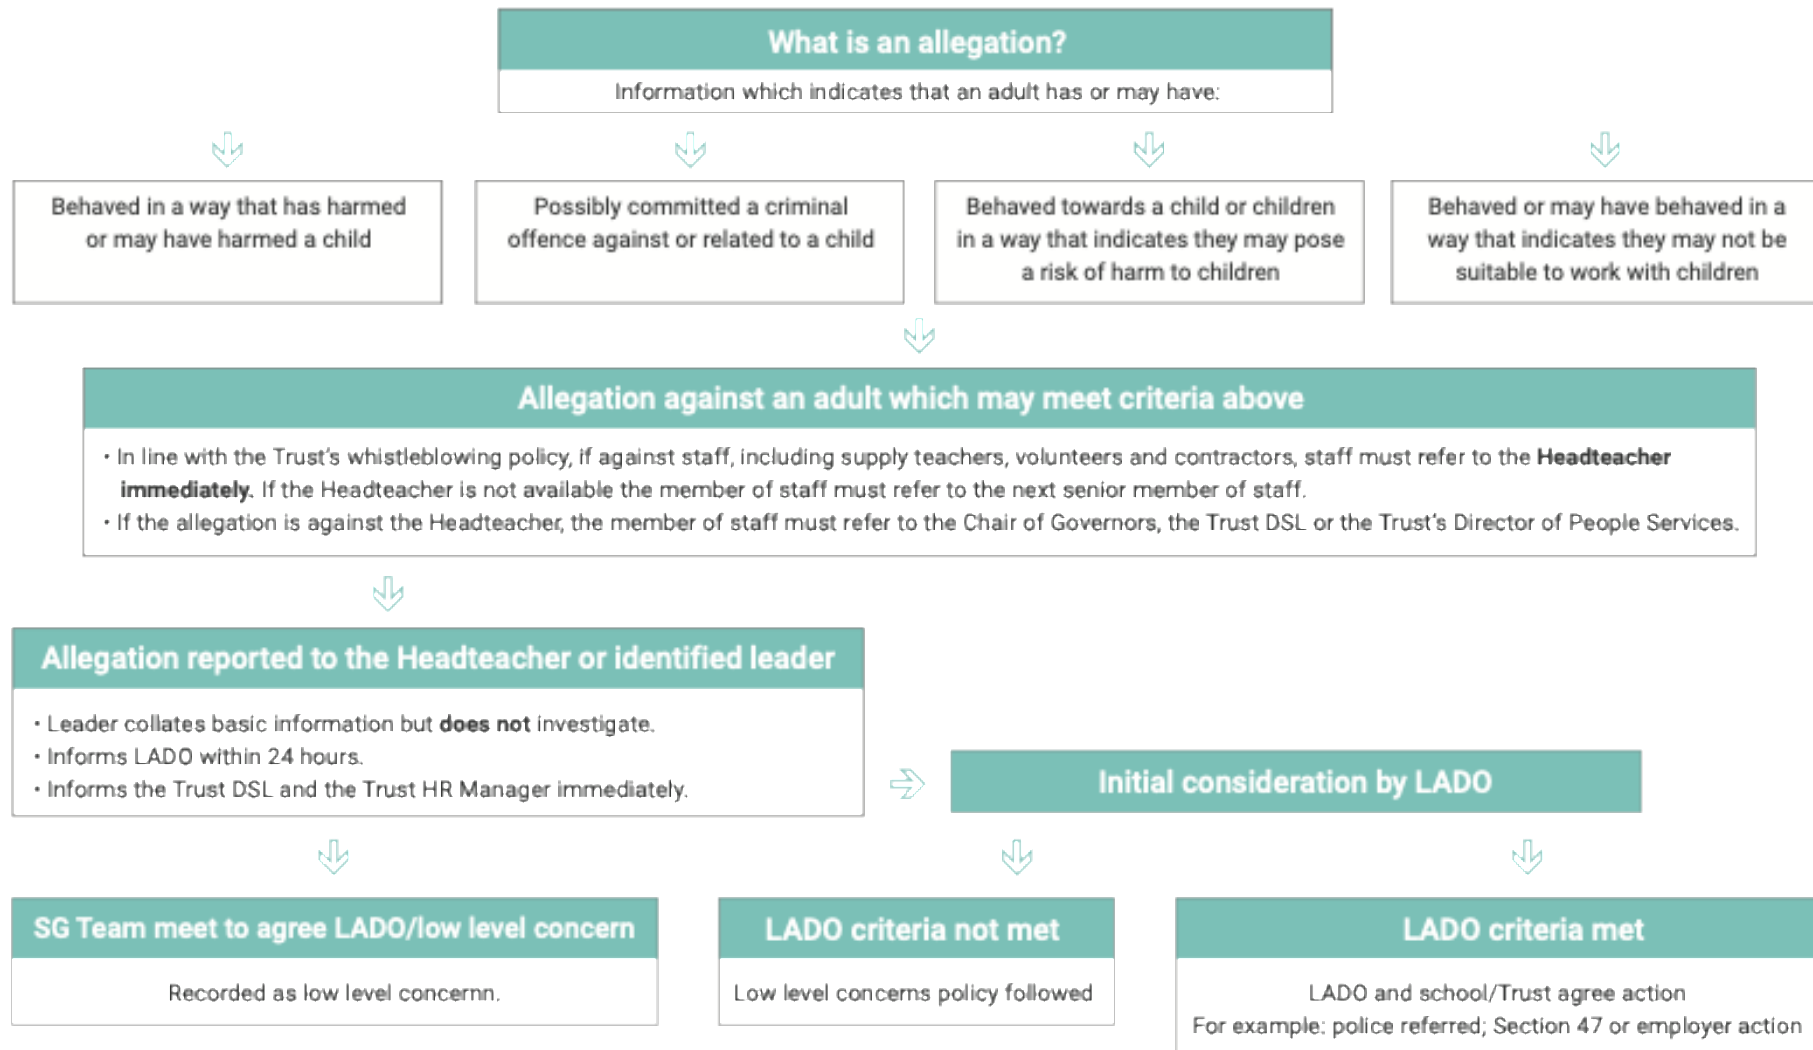 What is an allegation?
Information which indicates that an adult has or may have:
Behaved in a way that has harmed
or may have harmed a child
Possibly committed a criminal
offence against or related to a child
Behaved towards a child or children
in a way that indicates they may pose
a risk of harm to children
Behaved or may have behaved in a
way that indicates they may not be
suitable to work with children
Allegation against an adult which may meet criteria above
• In line with the Trust's whistleblowing policy, if against staff, including supply teachers, volunteers and contractors, staff must refer to the Headteacher
immediately. If the Headteacher is not available the member of staff must refer to the next senior member of staff.
• If the allegation is against the Headteacher, the member of staff must refer to the Chair of Governors, the Trust DSL or the Trust's Director of People Services.
Allegation reported to the Headteacher or identified leader
• Leader collates basic information but does not investigate.
• Informs LADO within 24 hours.
• Informs the Trust DSL and the Trust HR Manager immediately.
Initial consideration by LADO
SG Team meet to agree LADO/low level concern
Recorded as low level concernn.
LADO criteria not met
Low level concerns policy followed
LADO criteria met
LADO and school/Trust agree action
For example: police referred; Section 47 or employer action